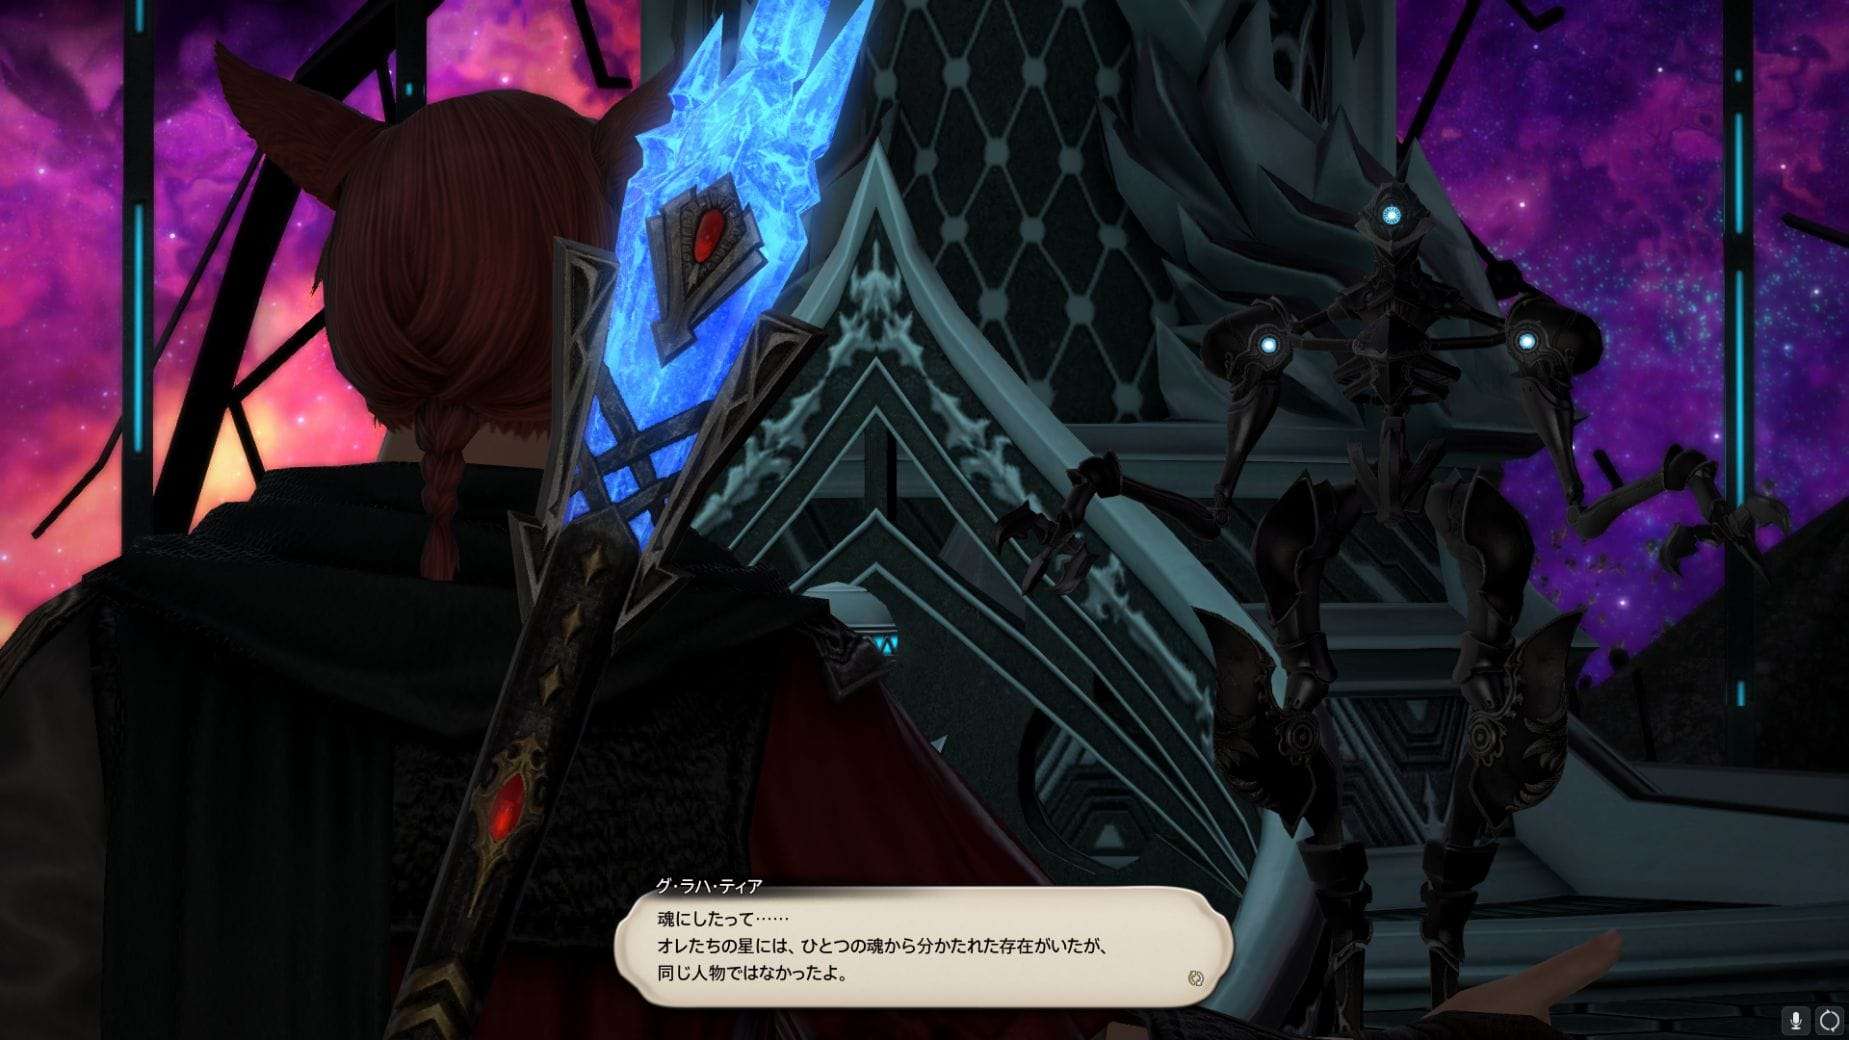 グ・ラハ・ティア
魂にしたって……
オレたちの星には、ひとつの魂から分かたれた存在がいたが、
同じ人物ではなかったよ。